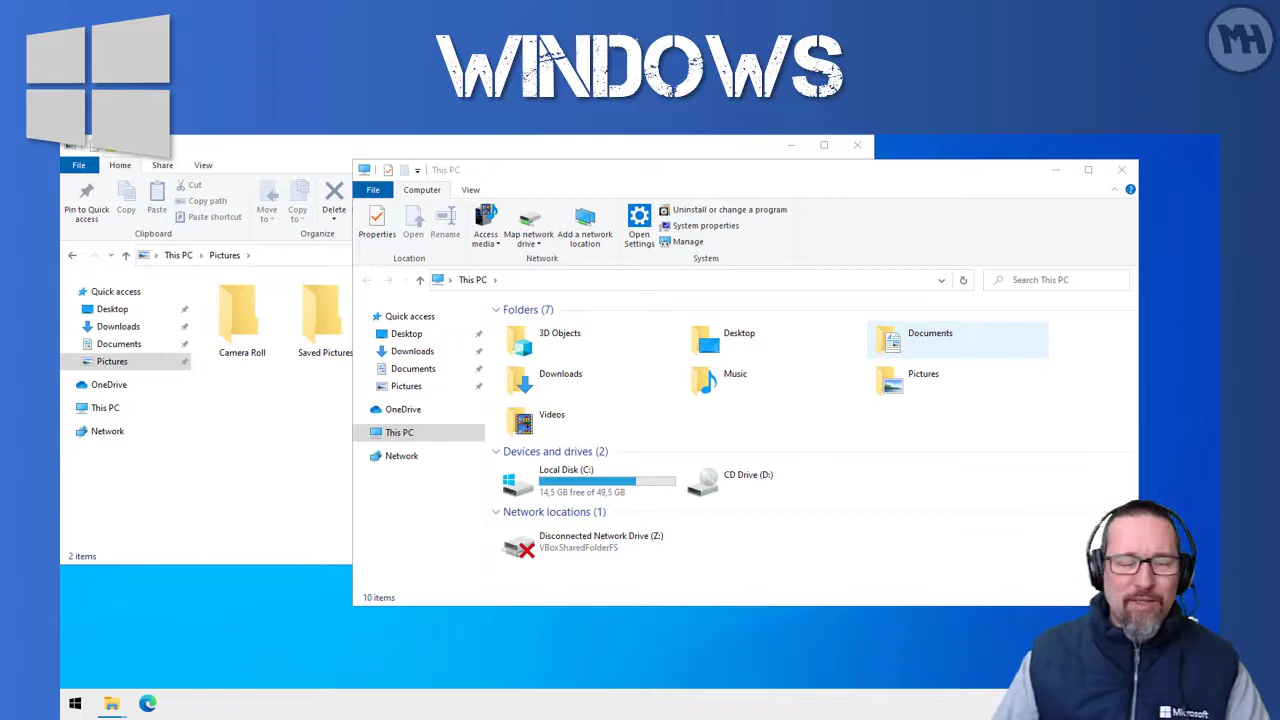 WINDOWS
MH
File Home Share View
Pin to Quick access
Copy
Paste
Cut
Copy path
Paste shortcut
Move to
Copy to
Delete
Clipboard
Organize
This PC > Pictures >
Quick access
Desktop
Downloads
Documents
Pictures
OneDrive
This PC
Network
Camera Roll
Saved Pictures
2 items
This PC
File Computer View
Properties
Open
Rename
Access media
Map network drive
Add a network location
Open Settings
Uninstall or change a program
System properties
Manage
Location
Network
System
This PC >
Search This PC
Quick access
Desktop
Downloads
Documents
Pictures
OneDrive
This PC
Network
Folders (7)
3D Objects
Desktop
Documents
Downloads
Music
Pictures
Videos
Devices and drives (2)
Local Disk (C:)
14,5 GB free of 49,5 GB
CD Drive (D:)
Network locations (1)
Disconnected Network Drive (Z:)
VBoxSharedFolderFS
10 items
Microsoft